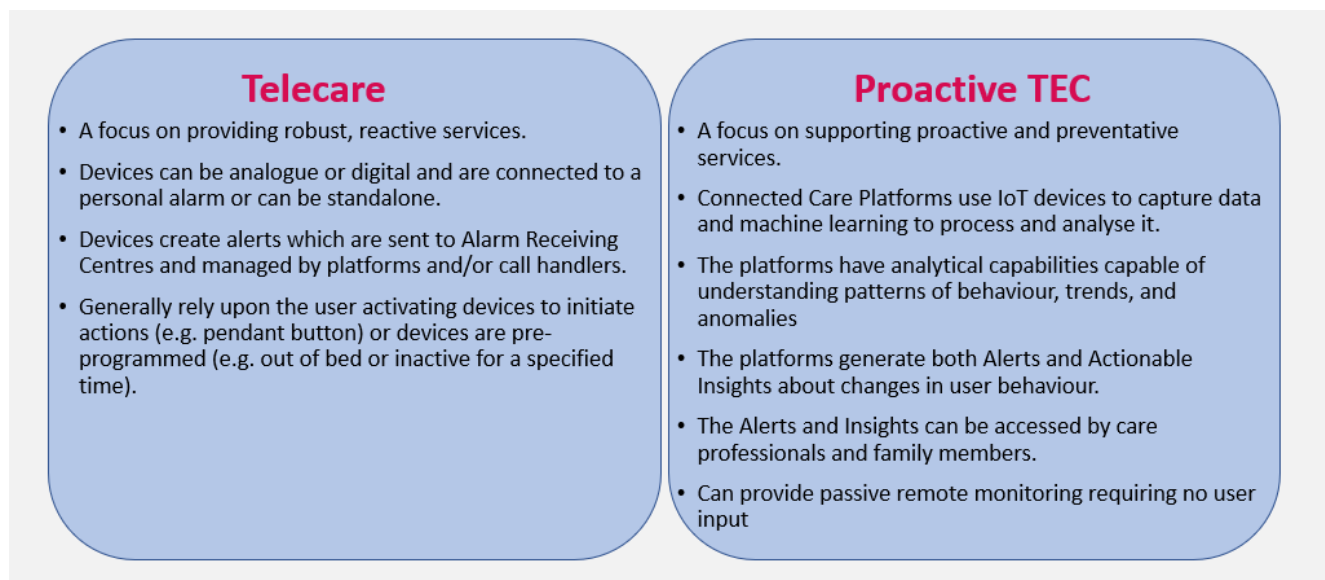 Telecare
• A focus on providing robust, reactive services.
• Devices can be analogue or digital and are connected to a
personal alarm or can be standalone.
• Devices create alerts which are sent to Alarm Receiving
Centres and managed by platforms and/or call handlers.
• Generally rely upon the user activating devices to initiate
actions (e.g. pendant button) or devices are pre-
programmed (e.g. out of bed or inactive for a specified
time).
Proactive TEC
• A focus on supporting proactive and preventative
services.
• Connected Care Platforms use IoT devices to capture data
and machine learning to process and analyse it.
• The platforms have analytical capabilities capable of
understanding patterns of behaviour, trends, and
anomalies
• The platforms generate both Alerts and Actionable
Insights about changes in user behaviour.
• The Alerts and Insights can be accessed by care
professionals and family members.
• Can provide passive remote monitoring requiring no user
input